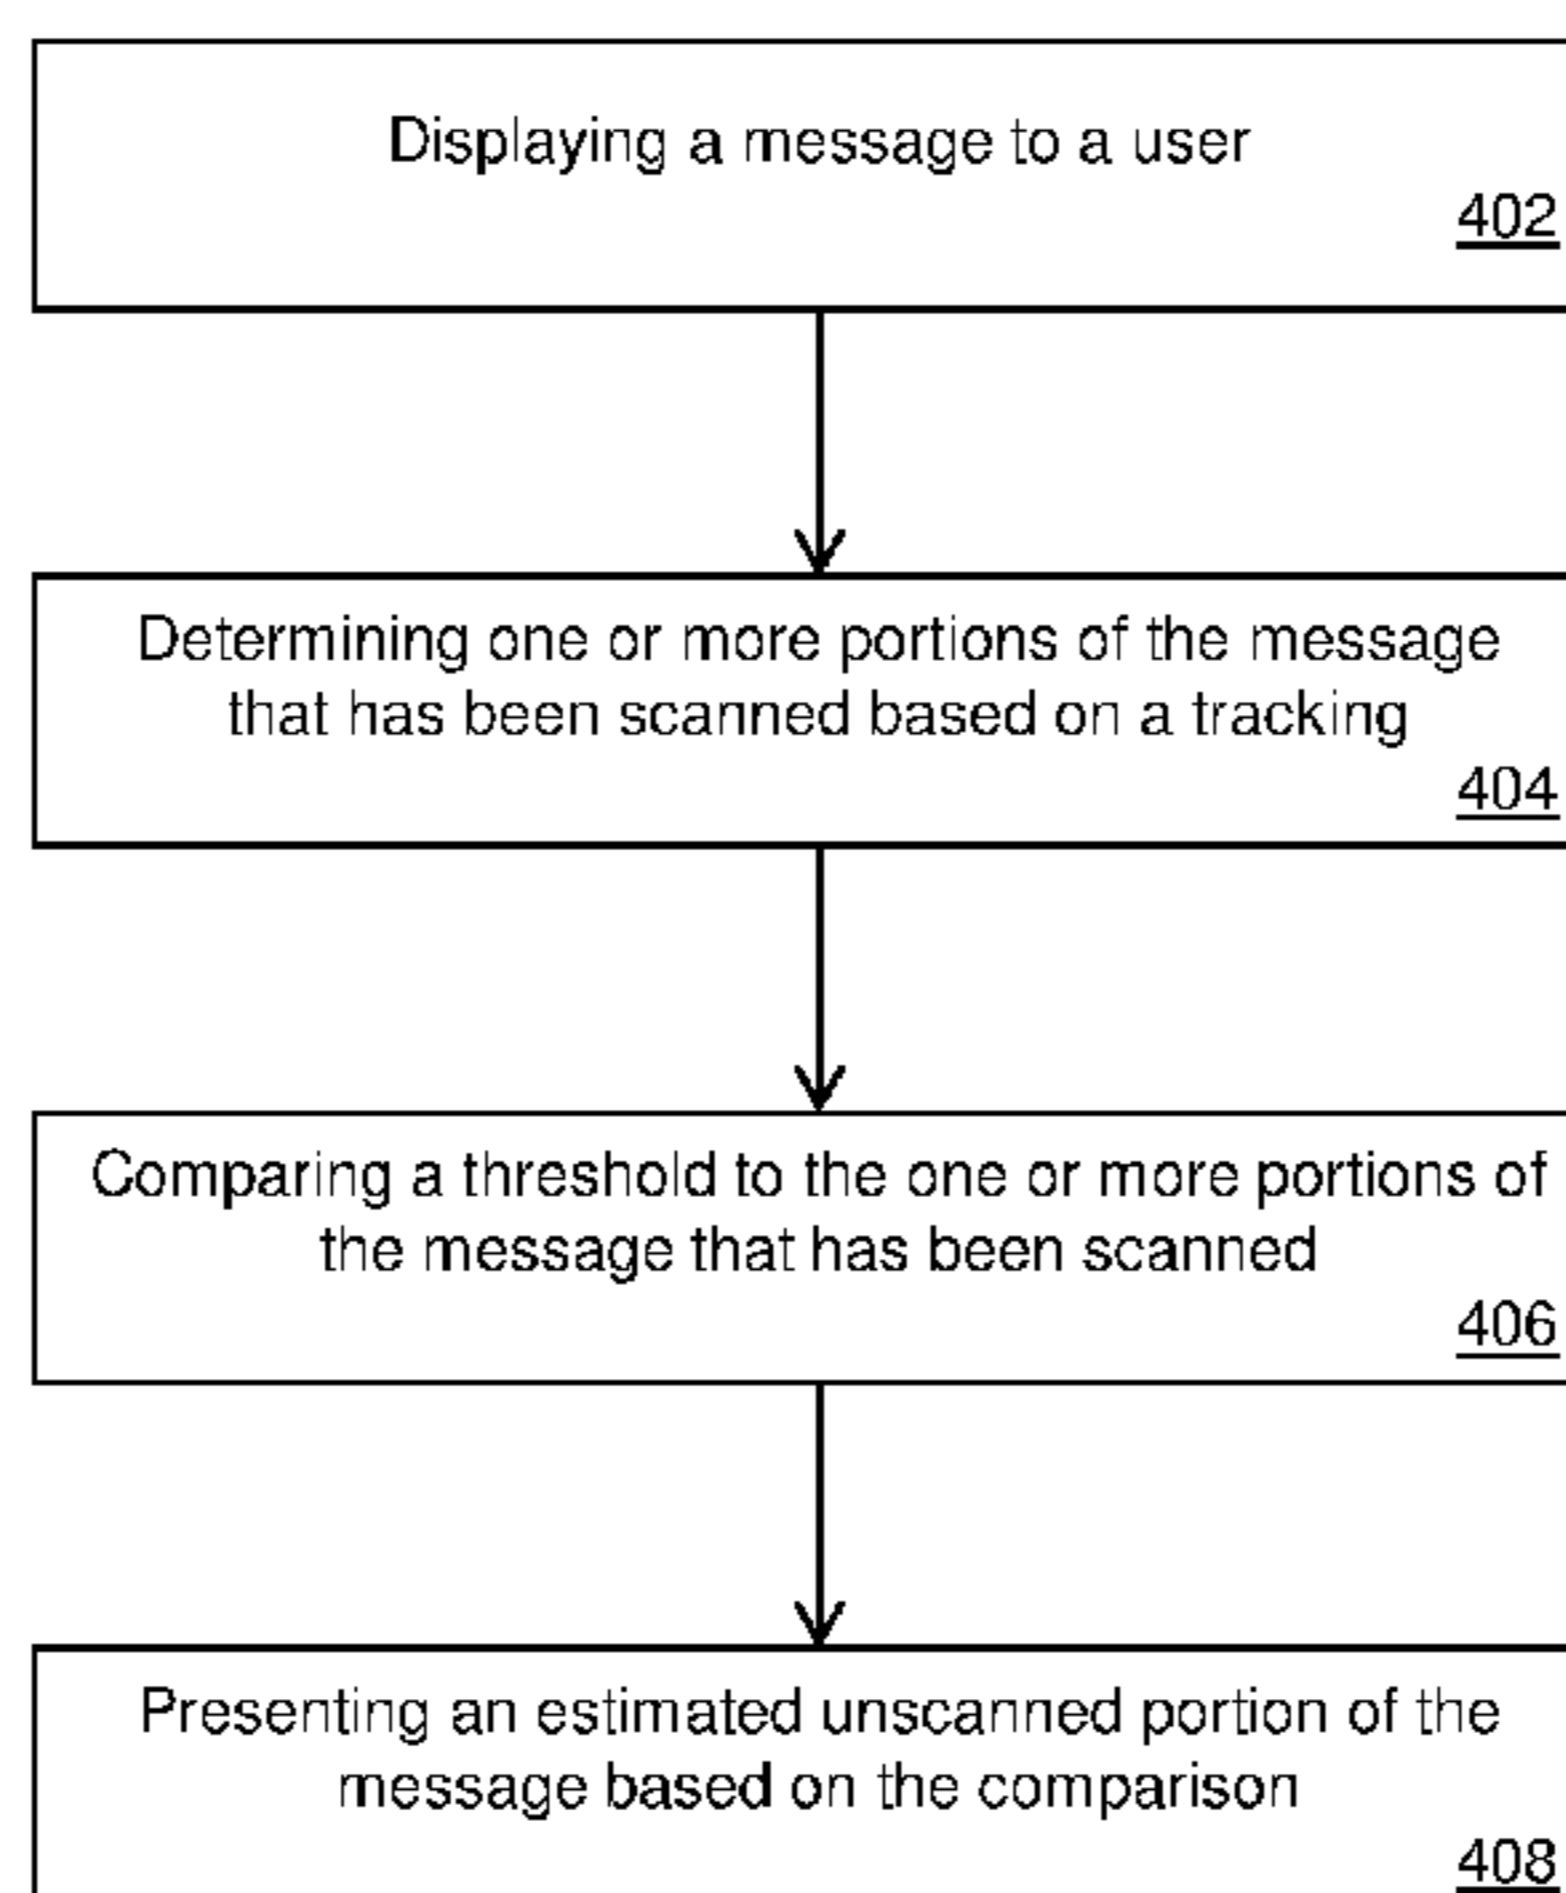 Displaying a message to a user
402
Determining one or more portions of the message
that has been scanned based on a tracking
404
Comparing a threshold to the one or more portions of
the message that has been scanned
406
Presenting an estimated unscanned portion of the
message based on the comparison
408